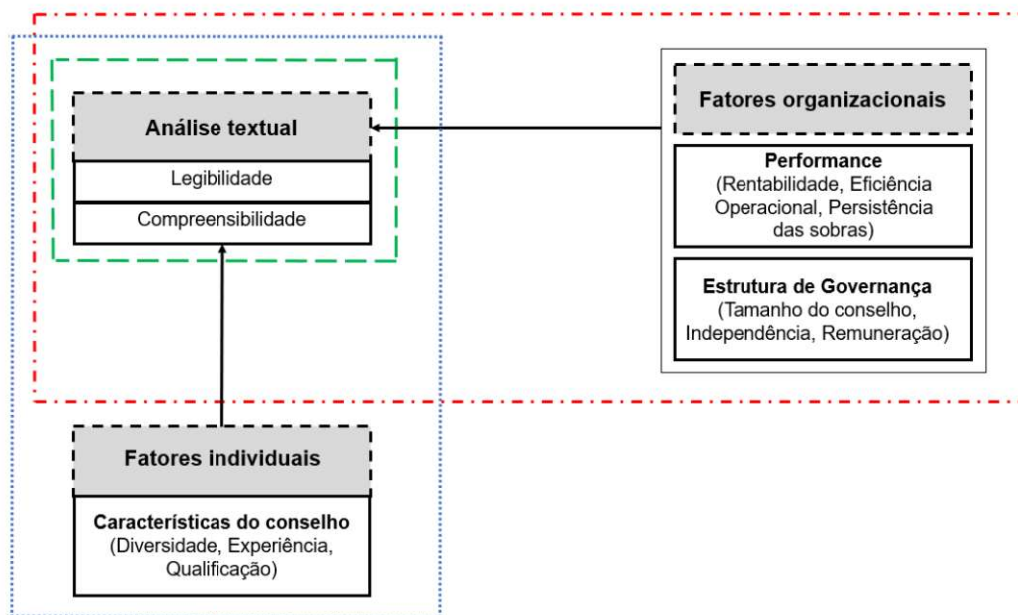 Análise textual
Legibilidade
Compreensibilidade
Fatores organizacionais
Performance
(Rentabilidade, Eficiência
Operacional, Persistência
das sobras)
Estrutura de Governança
(Tamanho do conselho,
Independência, Remuneração)
Fatores individuais
Características do conselho
(Diversidade, Experiência,
Qualificação)